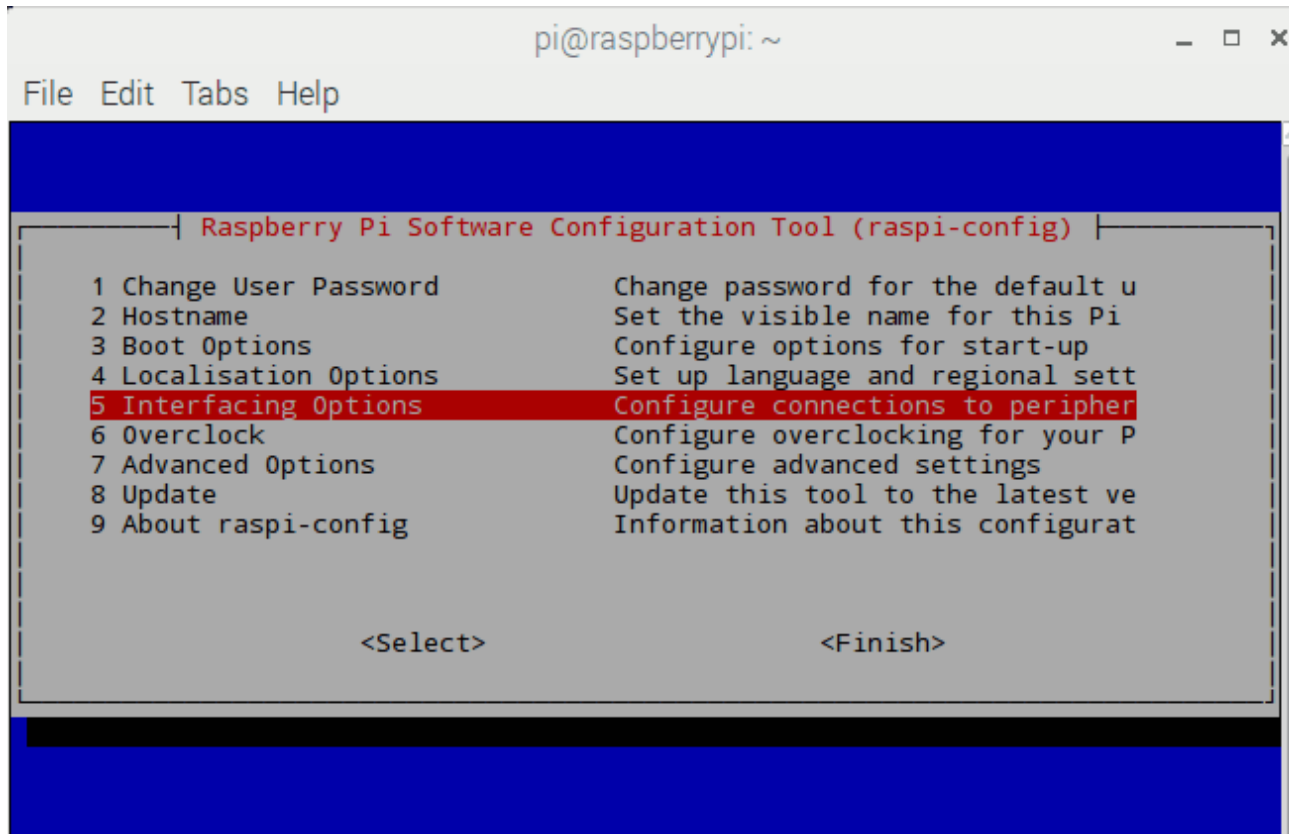 pi@raspberrypi: ~
File Edit Tabs Help
Raspberry Pi Software Configuration Tool (raspi-config)
1 Change User Password Change password for the default u
2 Hostname Set the visible name for this Pi
3 Boot Options Configure options for start-up
4 Localisation Options Set up language and regional sett
5 Interfacing Options Configure connections to peripher
6 Overclock Configure overclocking for your P
7 Advanced Options Configure advanced settings
8 Update Update this tool to the latest ve
9 About raspi-config Information about this configurat
<Select> <Finish>